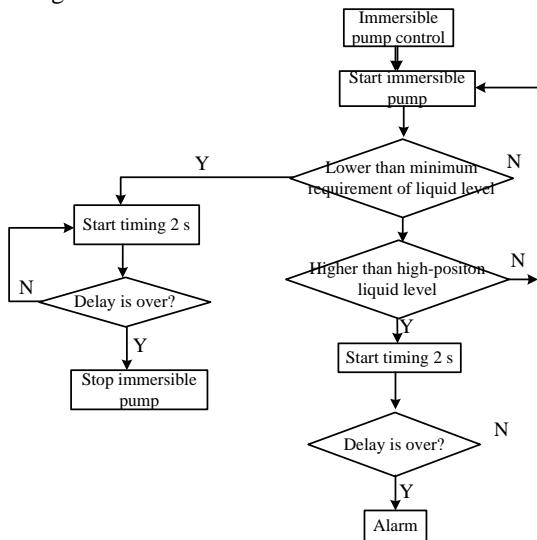 Immersible
pump control
Start immersible
pump
Lower than minimum
requirement of liquid level
N
Y
Start timing 2 s
Higher than high-positon
liquid level
N
N
Delay is over?
Y
Y
Start timing 2 s
Stop immersible
pump
Delay is over?
N
Y
Alarm